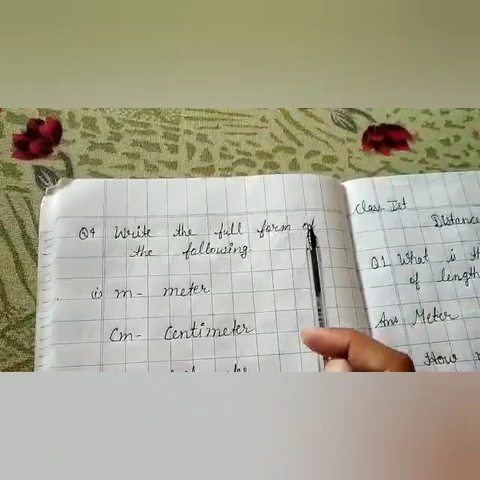 Q4 Write the full form of
the fallowing
(i) m- meter
Cm- Centimeter
Class Ist
Distance
Q1 What is th
of length
Ans Meter
How